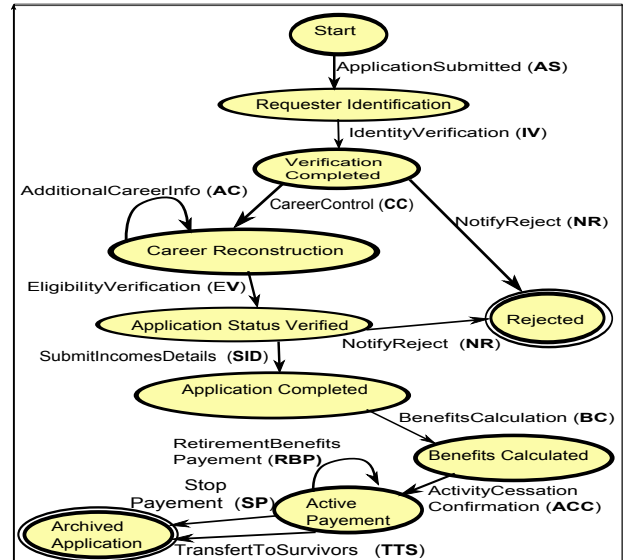 Start
ApplicationSubmitted (AS)
Requester Identification
IdentityVerification (IV)
Verification
Completed
AdditionalCareerInfo (AC)
CareerControl (CC)
NotifyReject (NR)
Career Reconstruction
EligibilityVerification (EV)
Application Status Verified
Rejected
NotifyReject (NR)
SubmitIncomesDetails (SID)
Application Completed
BenefitsCalculation (BC)
RetirementBenefits
Payement (RBP)
Benefits Calculated
Stop
Payement (SP)
ActivityCessation
Confirmation (ACC)
Active
Payement
Archived
Application
TransfertToSurvivors (TTS)